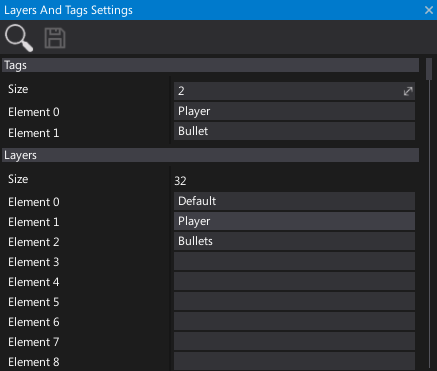 Layers And Tags Settings
Tags
Size 2
Element 0 Player
Element 1 Bullet
Layers
Size 32
Element 0 Default
Element 1 Player
Element 2 Bullets
Element 3
Element 4
Element 5
Element 6
Element 7
Element 8